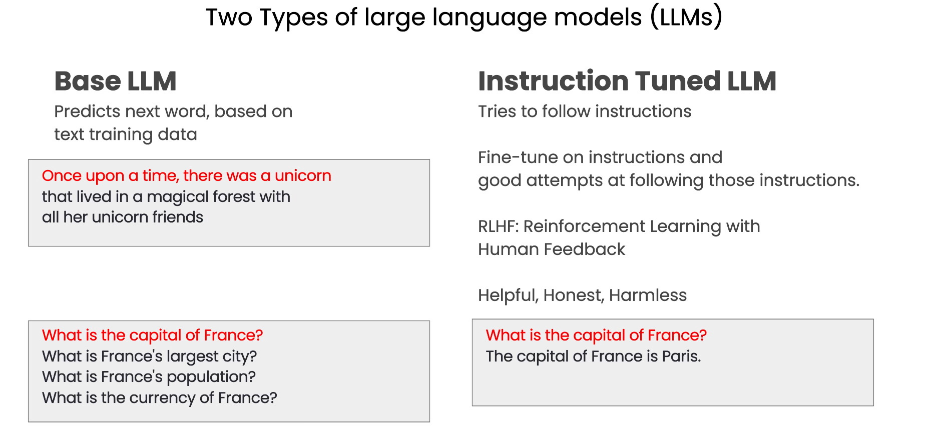 Two Types of large language models (LLMs)
Base LLM
Predicts next word, based on
text training data
Once upon a time, there was a unicorn
that lived in a magical forest with
all her unicorn friends
What is the capital of France?
What is France's largest city?
What is France's population?
What is the currency of France?
Instruction Tuned LLM
Tries to follow instructions
Fine-tune on instructions and
good attempts at following those instructions.
RLHF: Reinforcement Learning with
Human Feedback
Helpful, Honest, Harmless
What is the capital of France?
The capital of France is Paris.